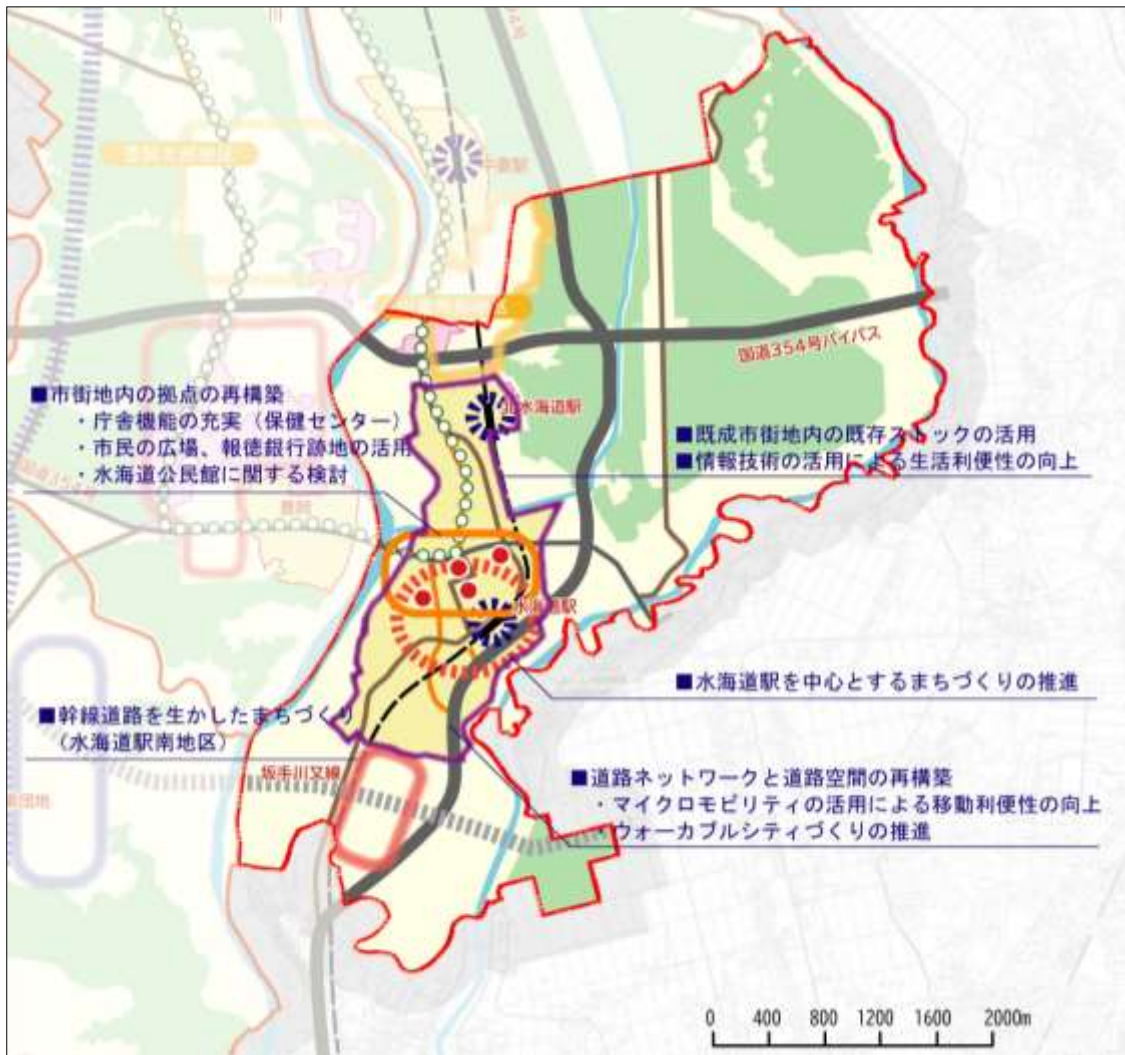 国道354号バイパス
■市街地内の拠点の再構築
・庁舎機能の充実（保健センター）
・市民の広場、報徳銀行跡地の活用
・水海道公民館に関する検討
北水海道駅
■既成市街地内の既存ストックの活用
■情報技術の活用による生活利便性の向上
水海道駅
■水海道駅を中心とするまちづくりの推進
■幹線道路を生かしたまちづくり
（水海道駅南地区）
坂手川又線
■道路ネットワークと道路空間の再構築
・マイクロモビリティの活用による移動利便性の向上
・ウォーカブルシティづくりの推進
0 400 800 1200 1600 2000m